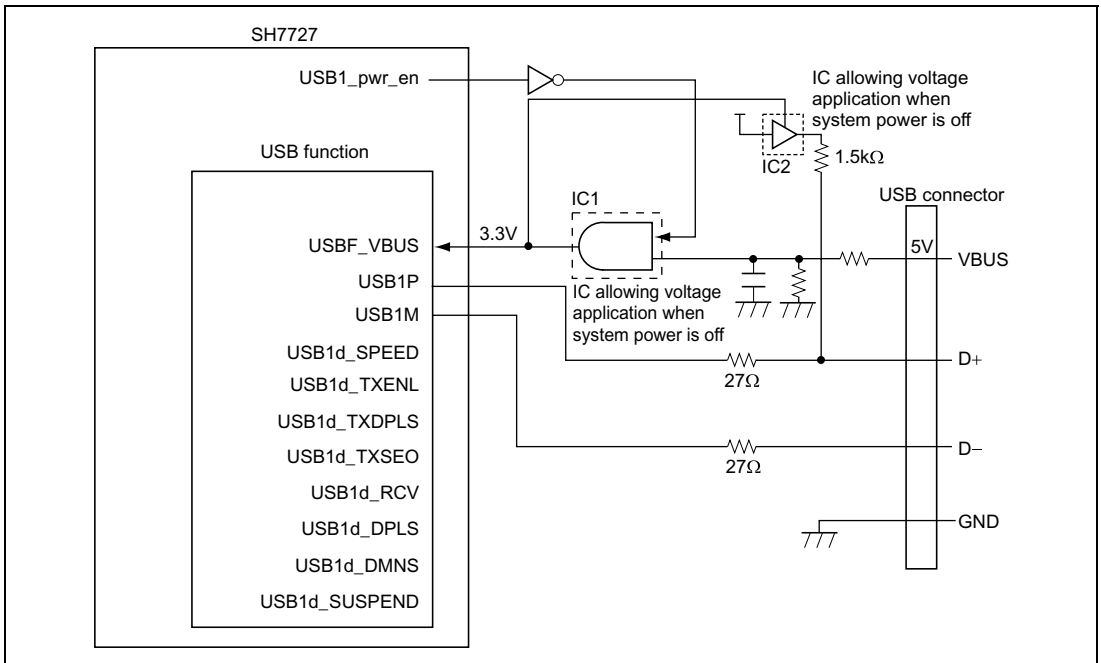 SH7727
USB1_pwr_en
IC allowing voltage
application when
system power is off
IC2
1.5kΩ
USB function
USB connector
IC1
3.3V
5V
USBF_VBUS
VBUS
USB1P
IC allowing voltage
application when
system power is off
USB1M
USB1d_SPEED
D+
27Ω
USB1d_TXENL
USB1d_TXDPLS
USB1d_TXSEO
D−
27Ω
USB1d_RCV
USB1d_DPLS
GND
USB1d_DMNS
USB1d_SUSPEND